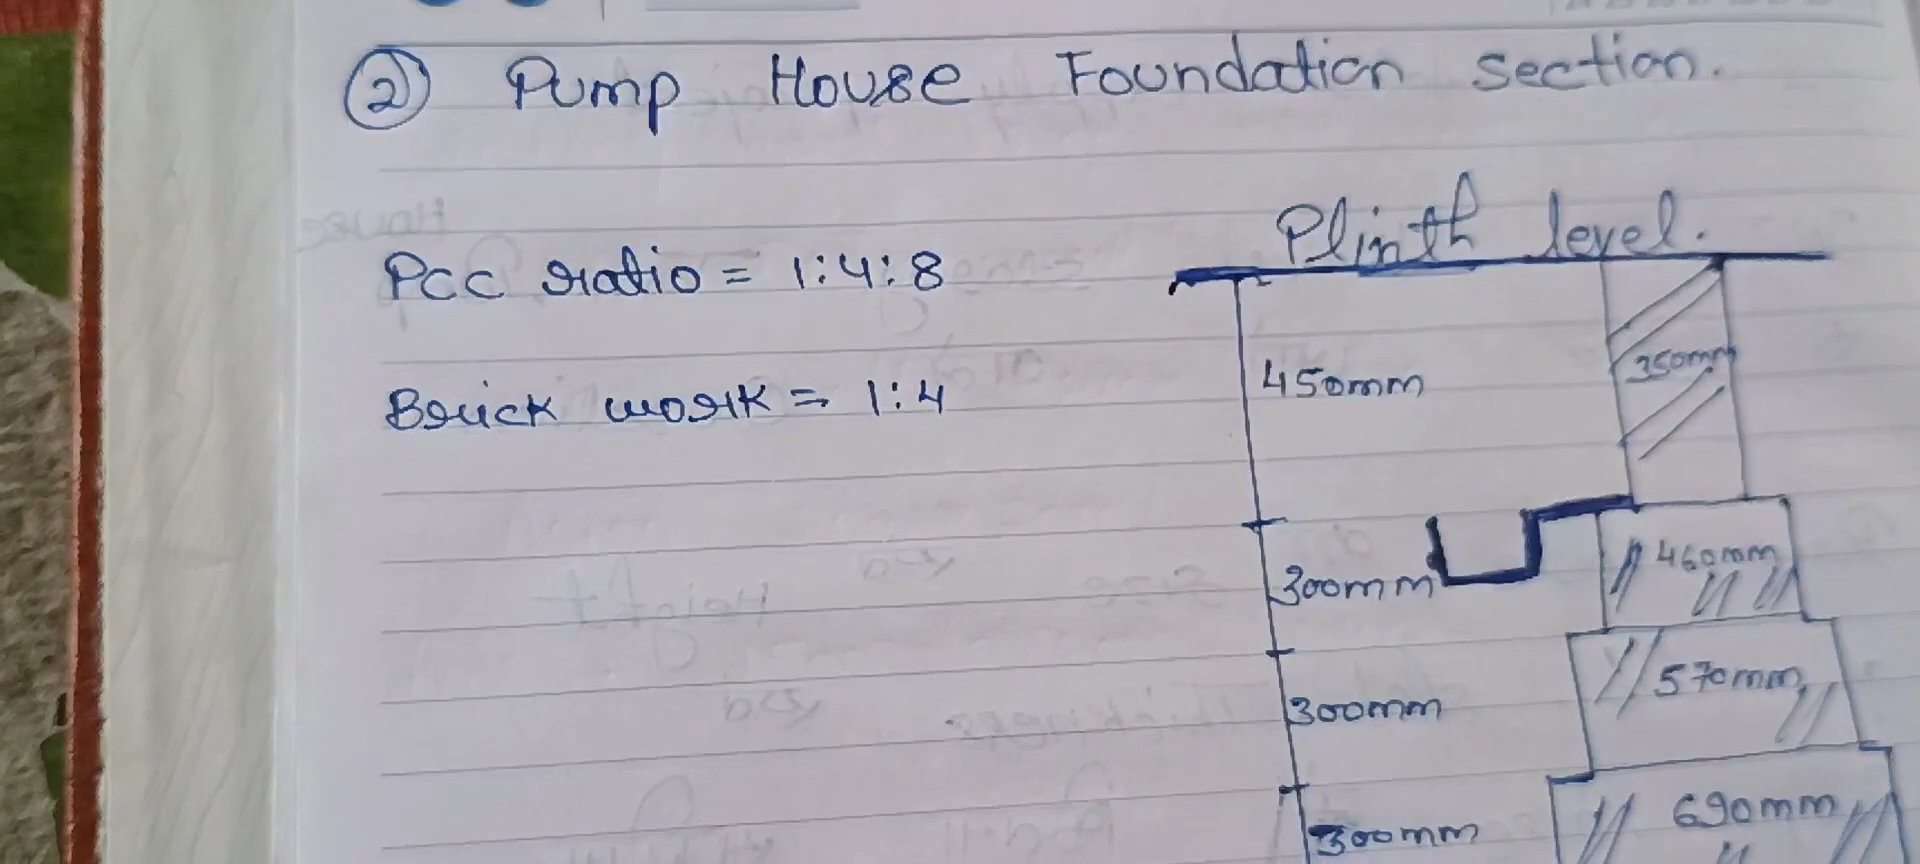 ② Pump House Foundation section.
Plinth level.
Pcc ratio = 1:4:8
350mm
450mm
Brick work = 1:4
460mm
300mm
570mm
300mm
690mm
300mm